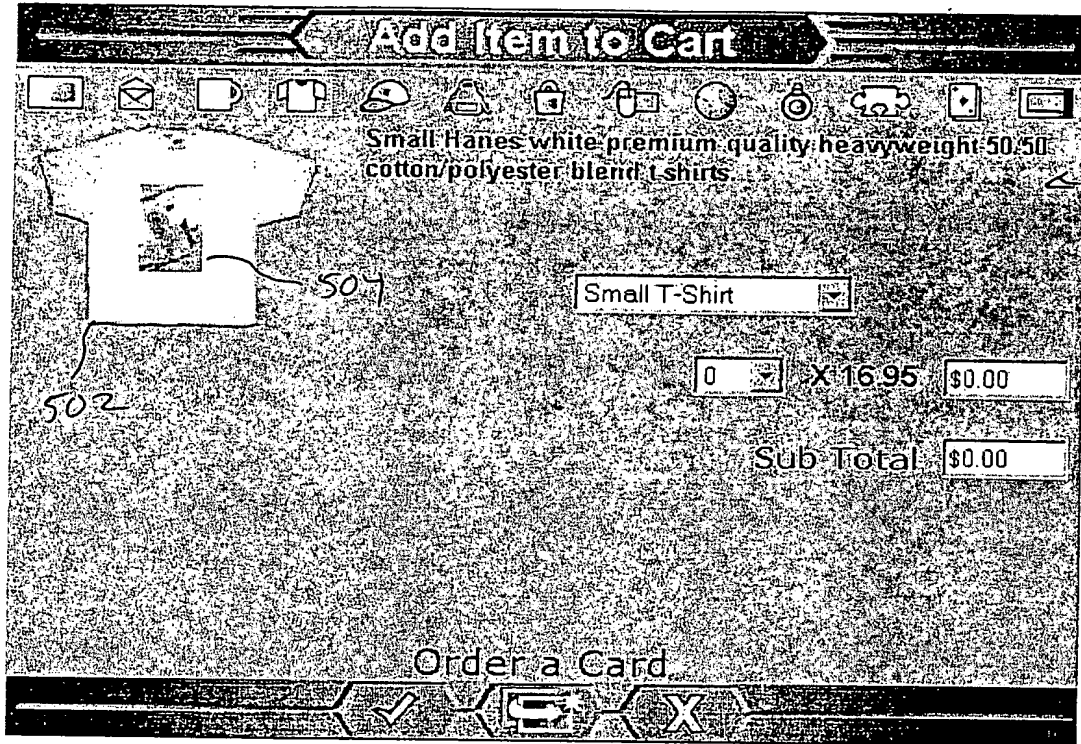 Add Item to Cart
Small Hanes white premium quality heavyweight 50-50
cotton/polyester blend t-shirts.
504
Small T-Shirt
502
0 X 16.95 $0.00
Sub Total $0.00
Order a Card